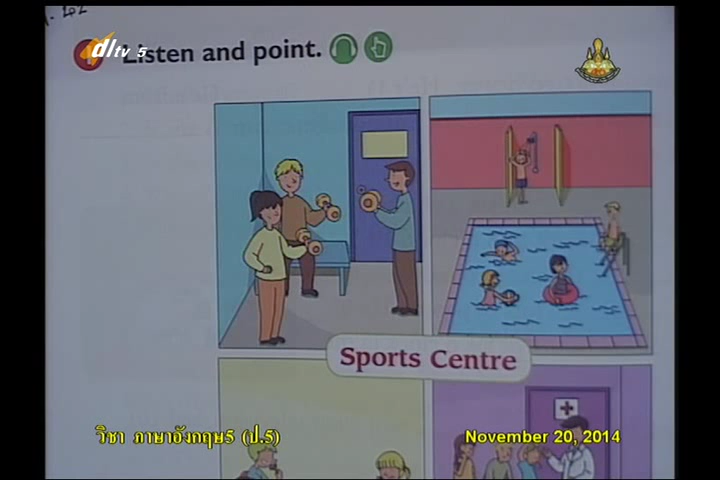 dltv 5
Listen and point.
Sports Centre
วิชา ภาษาอังกฤษ5 (ป.5)
November 20, 2014